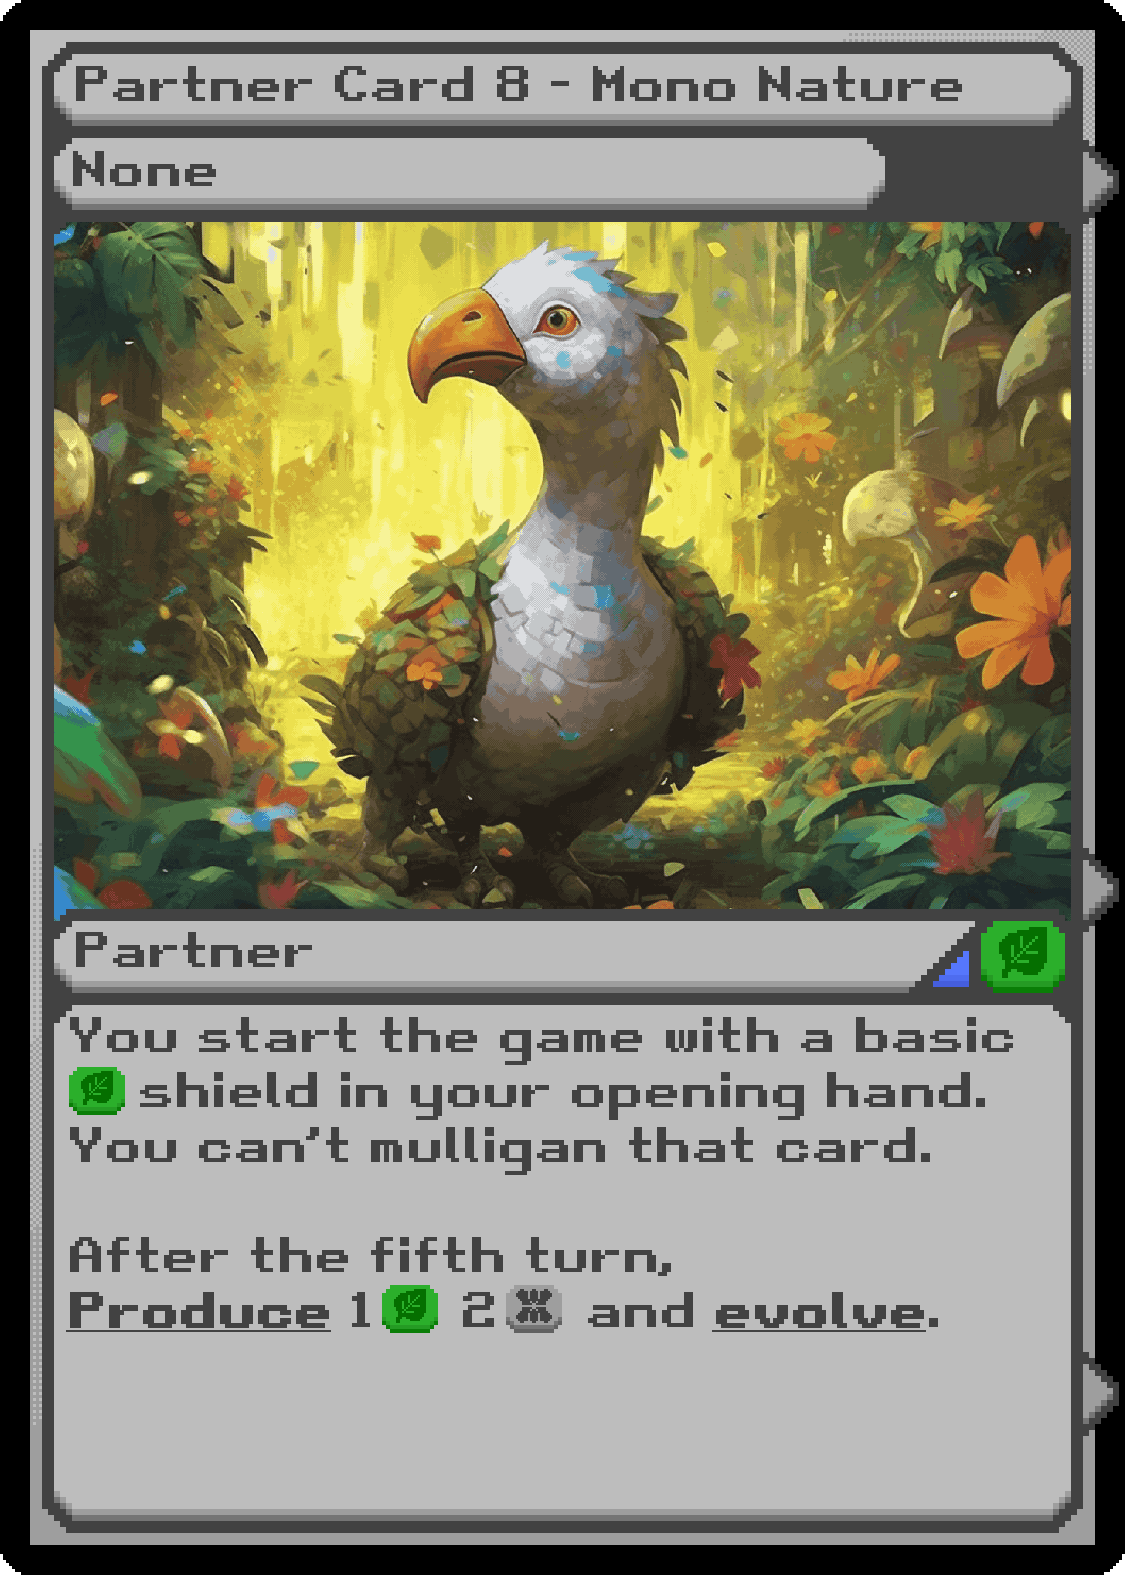 Partner Card 8 - Mono Nature
None
Partner
You start the game with a basic
shield in your opening hand.
You can't mulligan that card.
After the fifth turn,
Produce 1 2 and evolve.